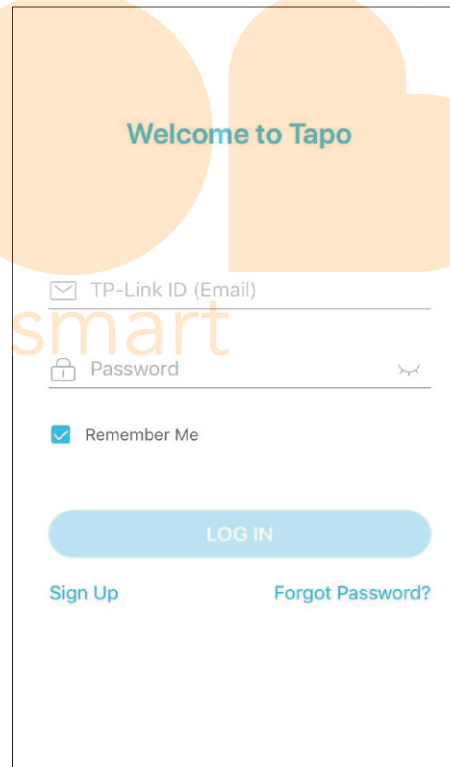 Welcome to Tapo
TP-Link ID (Email)
smart
Password
Remember Me
LOG IN
Sign Up
Forgot Password?